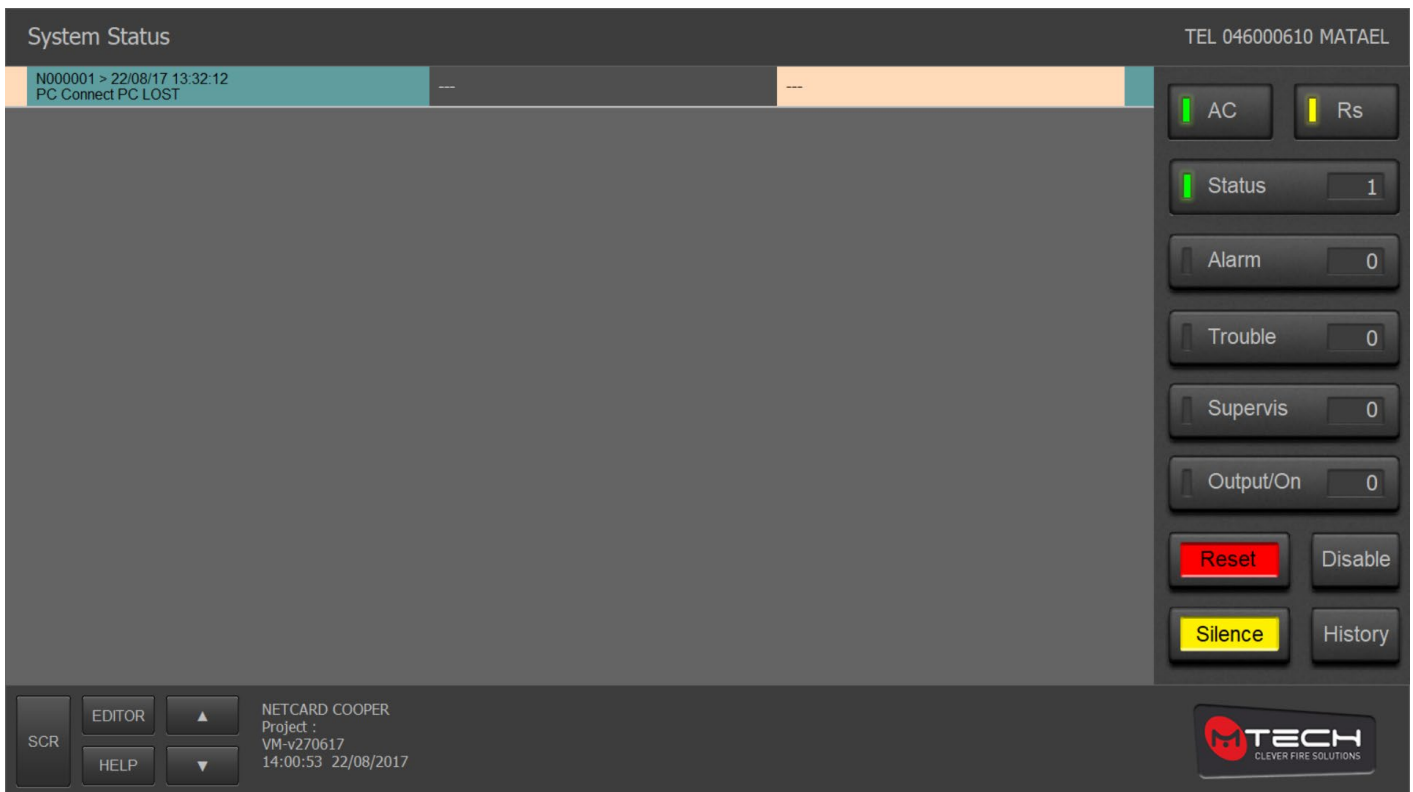 System Status
TEL 046000610 MATAEL
N000001 > 22/08/17 13:32:12
PC Connect PC LOST
---
---
AC
Rs
Status 1
Alarm 0
Trouble 0
Supervis 0
Output/On 0
Reset
Disable
Silence
History
SCR
EDITOR
▲
HELP
▼
NETCARD COOPER
Project :
VM-v270617
14:00:53 22/08/2017
M TECH
CLEVER FIRE SOLUTIONS